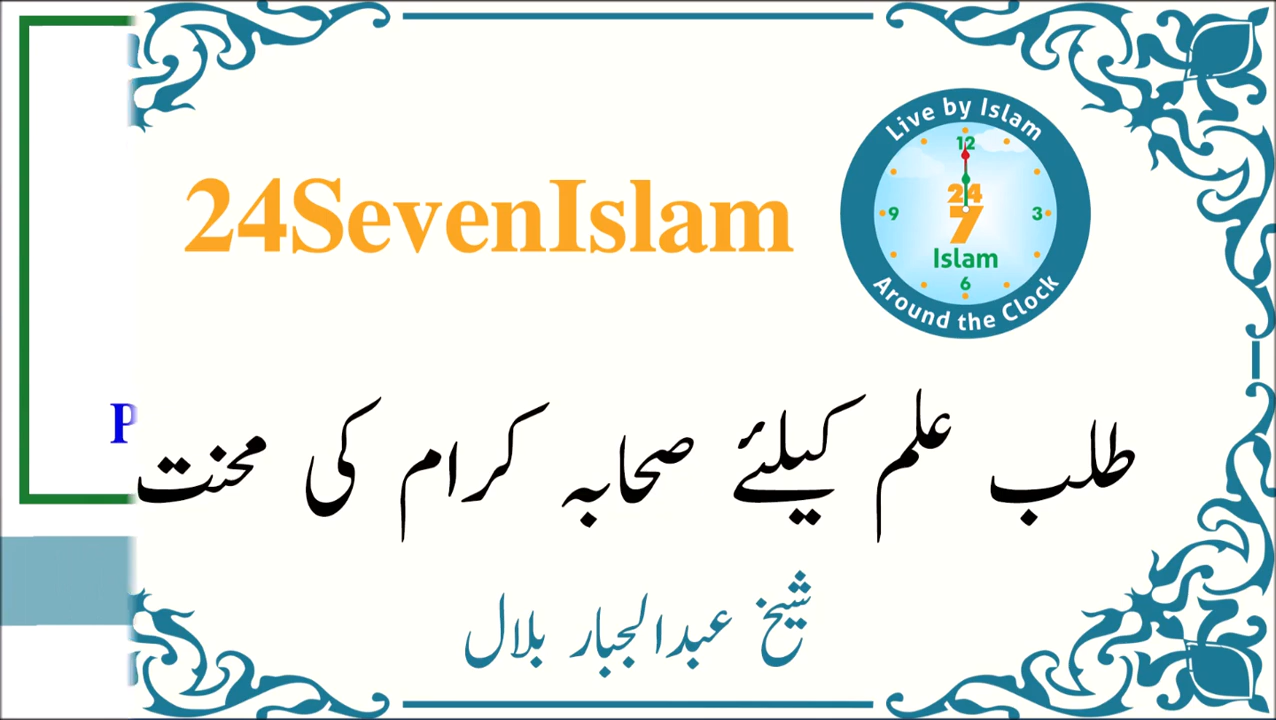 24SevenIslam
Live by Islam
12
9
24
3
7
Islam
6
Around the Clock
P
طلب علم کیلئے صحابہ کرام کی محنت
شیخ عبدالجبار بلال